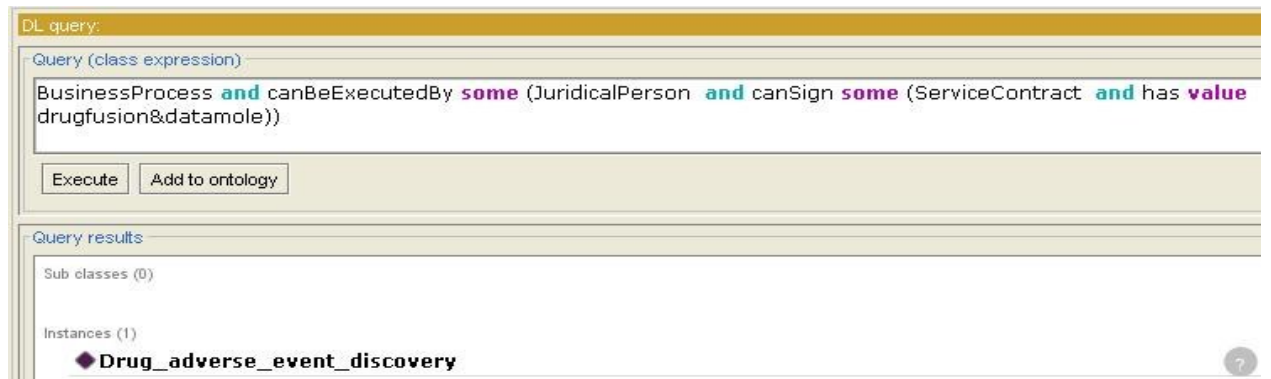 DL query:
Query (class expression)
BusinessProcess and canBeExecutedBy some (JuridicalPerson and canSign some (ServiceContract and has value
drugfusion&datamole))
Execute Add to ontology
Query results
Sub classes (0)
Instances (1)
Drug_adverse_event_discovery
?